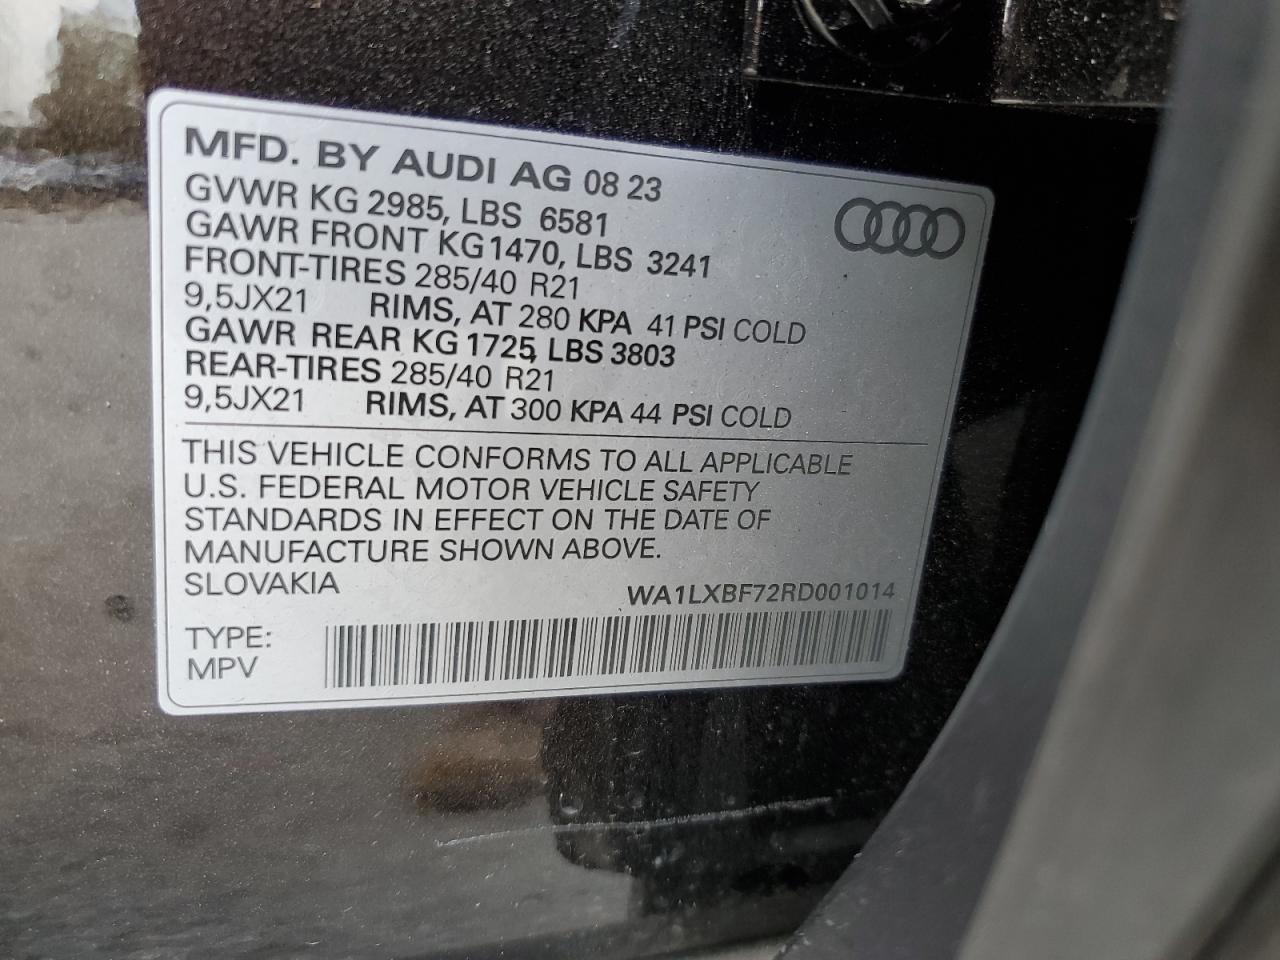 MFD. BY AUDI AG 08 23
GVWR KG 2985, LBS 6581
GAWR FRONT KG1470, LBS 3241
FRONT-TIRES 285/40 R21
9,5JX21 RIMS, AT 280 KPA 41 PSI COLD
GAWR REAR KG 1725, LBS 3803
REAR-TIRES 285/40 R21
9,5JX21 RIMS, AT 300 KPA 44 PSI COLD
THIS VEHICLE CONFORMS TO ALL APPLICABLE
U.S. FEDERAL MOTOR VEHICLE SAFETY
STANDARDS IN EFFECT ON THE DATE OF
MANUFACTURE SHOWN ABOVE.
SLOVAKIA WA1LXBF72RD001014
TYPE:
MPV